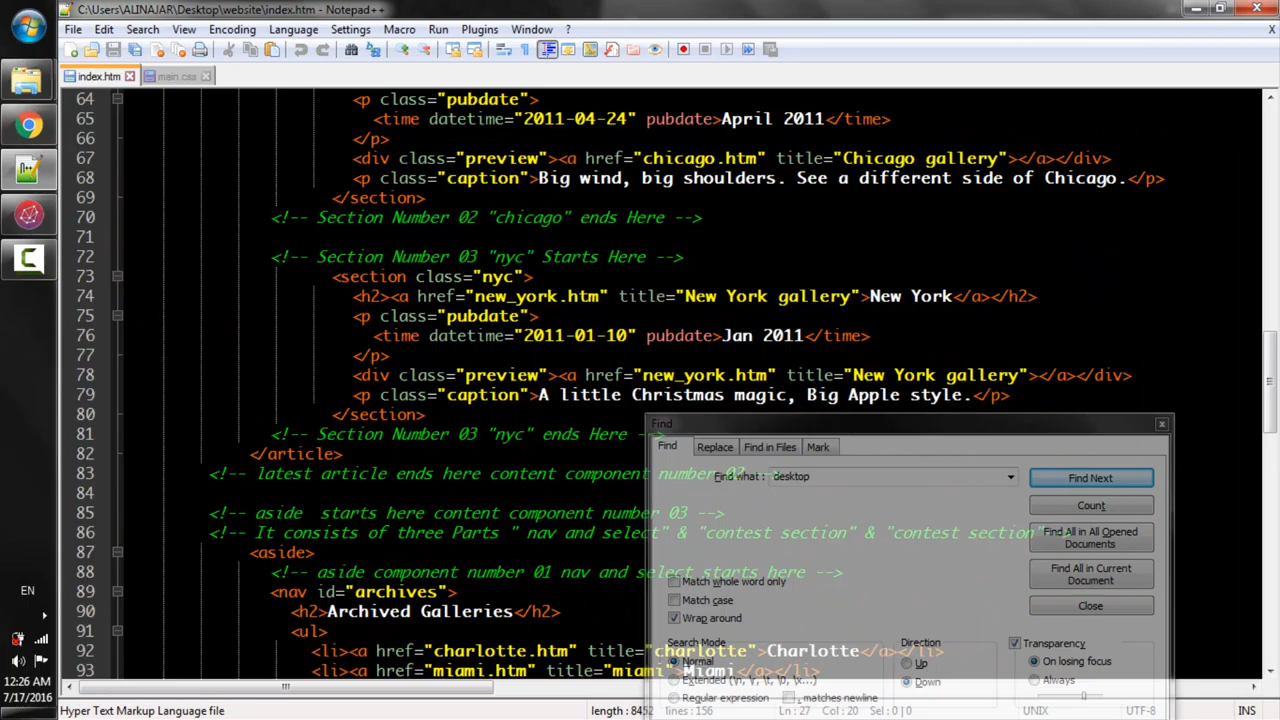 C:\Users\ALINAJAR\Desktop\website\index.htm - Notepad++
File Edit Search View Encoding Language Settings Macro Run Plugins Window ?
index.htm main.css
64 <p class="pubdate">
65 <time datetime="2011-04-24" pubdate>April 2011</time>
66 </p>
67 <div class="preview"><a href="chicago.htm" title="Chicago gallery"></a></div>
68 <p class="caption">Big wind, big shoulders. See a different side of Chicago.</p>
69 </section>
70 <!-- Section Number 02 "chicago" ends Here -->
71
72 <!-- Section Number 03 "nyc" Starts Here -->
73 <section class="nyc">
74 <h2><a href="new_york.htm" title="New York gallery">New York</a></h2>
75 <p class="pubdate">
76 <time datetime="2011-01-10" pubdate>Jan 2011</time>
77 </p>
78 <div class="preview"><a href="new_york.htm" title="New York gallery"></a></div>
79 <p class="caption">A little Christmas magic, Big Apple style.</p>
80 </section>
81 <!-- Section Number 03 "nyc" ends Here -->
82 </article>
83 <!-- latest article ends here content component number 02 -->
84
85 <!-- aside  starts here content component number 03 -->
86 <!-- It consists of three Parts " nav and select" & "contest section" & "contest section" -->
87 <aside>
88 <!-- aside component number 01 nav and select starts here -->
89 <nav id="archives">
90 <h2>Archived Galleries</h2>
91 <ul>
92 <li><a href="charlotte.htm" title="charlotte">Charlotte</a></li>
93 <li><a href="miami.htm" title="miami">Miami</a></li>
Find
Find Replace Find in Files Mark
Find what : desktop
Find Next
Count
Find All in All Opened Documents
Find All in Current Document
Close
Match whole word only
Match case
Wrap around
Search Mode
Normal
Extended (\n, \r, \t, \0, \x...)
Regular expression
. matches newline
Direction
Up
Down
Transparency
On losing focus
Always
EN
12:26 AM
7/17/2016
Hyper Text Markup Language file length : 8452 lines : 156 Ln : 27 Col : 20 Sel : 0 | 0 UNIX UTF-8 INS